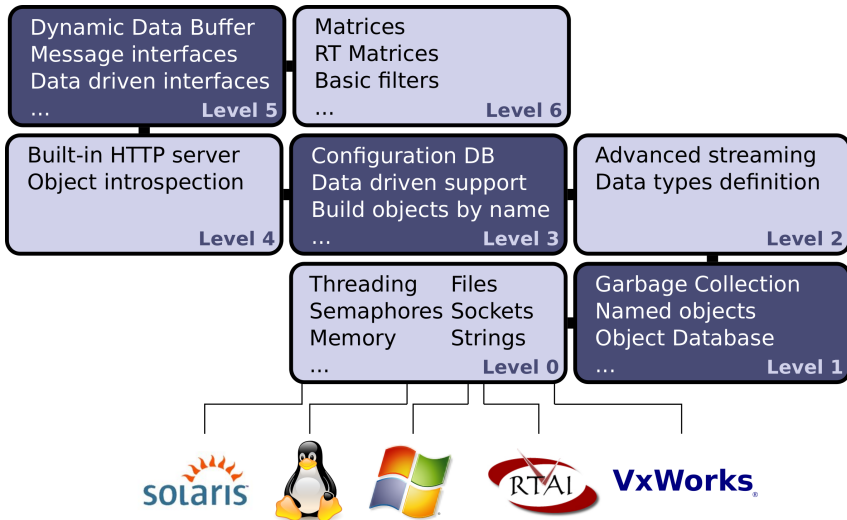 Dynamic Data Buffer
Message interfaces
Data driven interfaces
...
Level 5
Matrices
RT Matrices
Basic filters
...
Level 6
Built-in HTTP server
Object introspection
Level 4
Configuration DB
Data driven support
Build objects by name
...
Level 3
Advanced streaming
Data types definition
Level 2
Threading
Semaphores
Memory
...
Files
Sockets
Strings
Level 0
Garbage Collection
Named objects
Object Database
...
Level 1
solaris
RTAI
VxWorks®